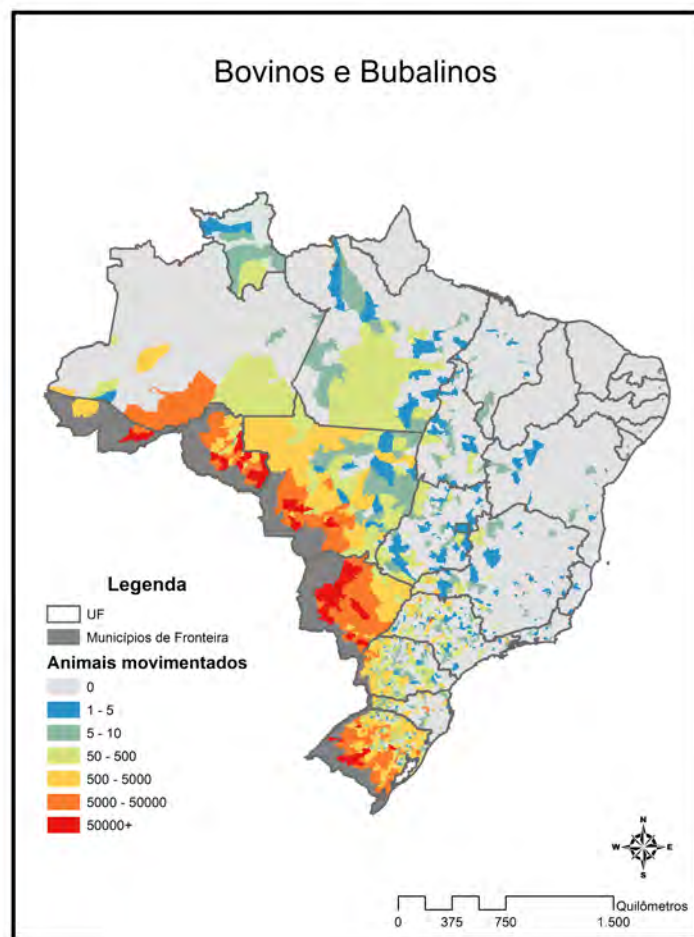 Bovinos e Bubalinos
Legenda
UF
Municípios de Fronteira
Animais movimentados
0
1 - 5
5 - 10
50 - 500
500 - 5000
5000 - 50000
50000+
N
W E
S
Quilômetros
0 375 750 1.500